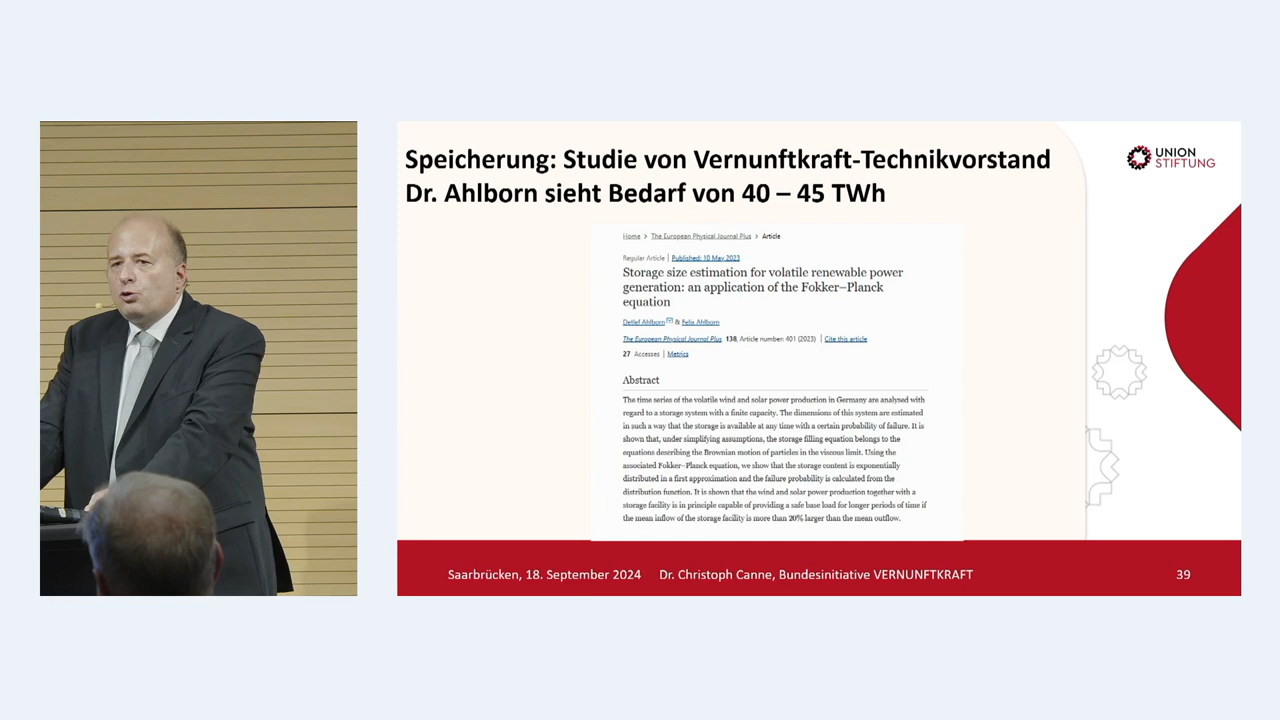 Speicherung: Studie von Vernunftkraft-Technikvorstand
Dr. Ahlborn sieht Bedarf von 40 – 45 TWh
UNION
STIFTUNG
Home > The European Physical Journal Plus > Article
Regular Article | Published: 10 May 2023
Storage size estimation for volatile renewable power
generation: an application of the Fokker–Planck
equation
Detlef Ahlborn & Felix Ahlborn
The European Physical Journal Plus 138, Article number: 401 (2023) | Cite this article
27 Accesses | Metrics
Abstract
The time series of the volatile wind and solar power production in Germany are analysed with
regard to a storage system with a finite capacity. The dimensions of this system are estimated
in such a way that the storage is available at any time with a certain probability of failure. It is
shown that, under simplifying assumptions, the storage filling equation belongs to the
equations describing the Brownian motion of particles in the viscous limit. Using the
associated Fokker–Planck equation, we show that the storage content is exponentially
distributed in a first approximation and the failure probability is calculated from the
distribution function. It is shown that the wind and solar power production together with a
storage facility is in principle capable of providing a safe base load for longer periods of time if
the mean inflow of the storage facility is more than 20% larger than the mean outflow.
Saarbrücken, 18. September 2024 Dr. Christoph Canne, Bundesinitiative VERNUNFTKRAFT 39